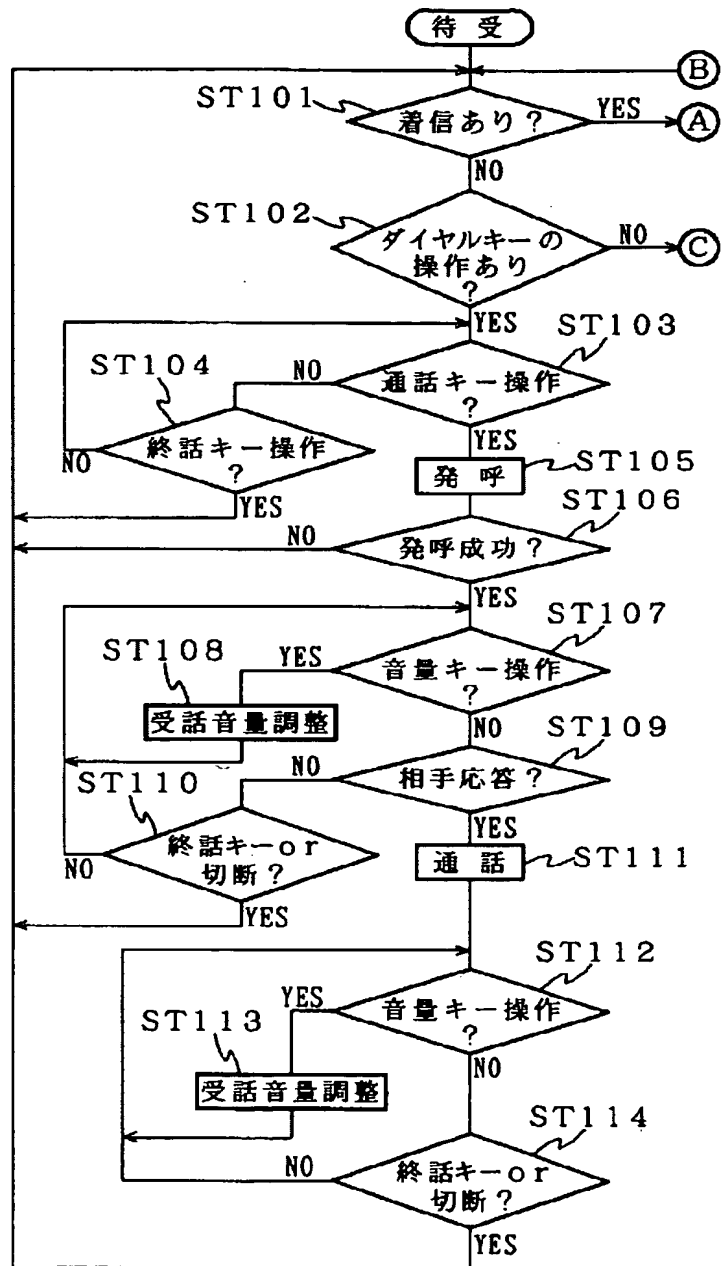 待受
B
ST101
着信あり?
YES
A
NO
ST102
ダイヤルキーの
操作あり
?
NO
C
YES
ST103
通話キー操作
?
NO
ST104
終話キー操作
?
NO
YES
YES
発呼
ST105
ST106
発呼成功?
NO
YES
ST107
音量キー操作
?
YES
ST108
受話音量調整
NO
ST109
相手応答?
NO
ST110
終話キーor
切断?
NO
YES
YES
通話
ST111
ST112
音量キー操作
?
YES
ST113
受話音量調整
NO
ST114
終話キーor
切断?
NO
YES